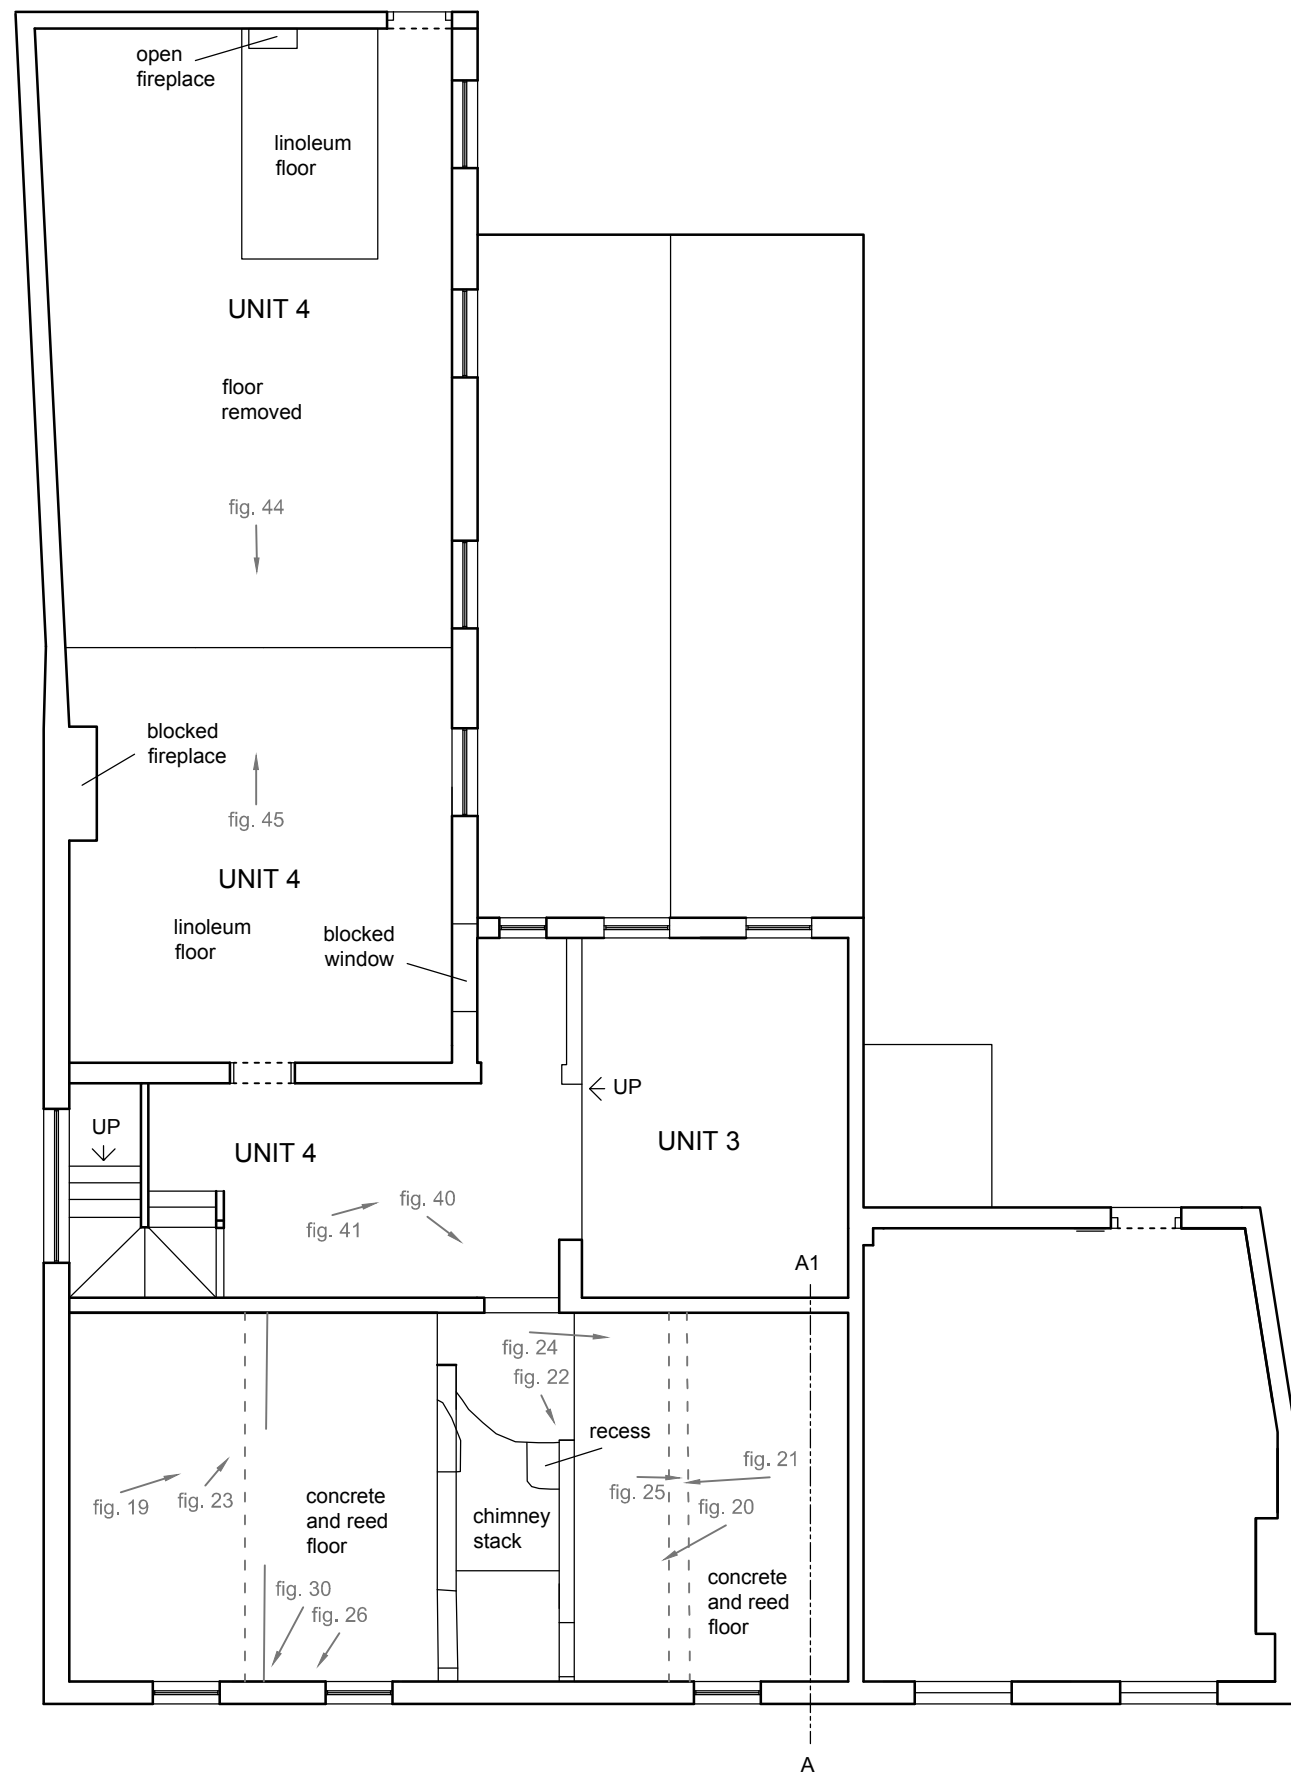 open
fireplace
linoleum
floor
UNIT 4
floor
removed
fig. 44
blocked
fireplace
fig. 45
UNIT 4
linoleum
floor
blocked
window
UP
UP
UNIT 4
UNIT 3
fig. 40
fig. 41
A1
fig. 24
fig. 22
recess
fig. 21
fig. 25
fig. 20
fig. 19
fig. 23
concrete
and reed
floor
chimney
stack
concrete
and reed
floor
fig. 30
fig. 26
A